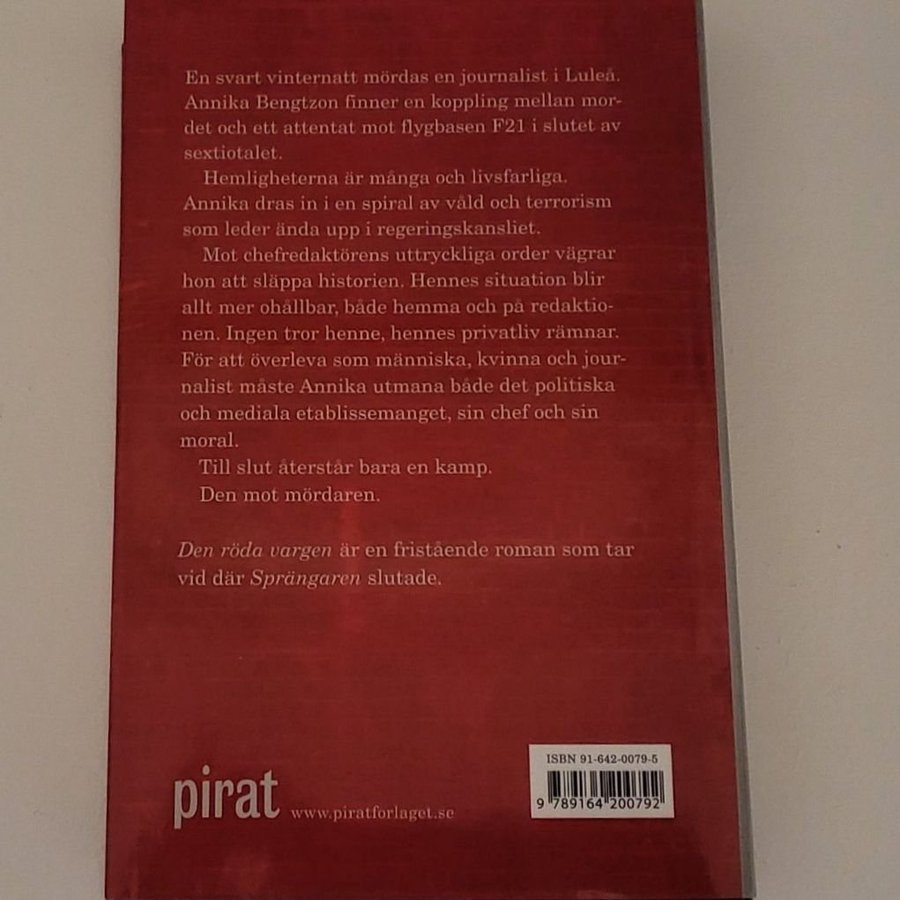 En svart vinternatt mördas en journalist i Luleå.
Annika Bengtzon finner en koppling mellan mor-
det och ett attentat mot flygbasen F21 i slutet av
sextiotalet.
Hemligheterna är många och livsfarliga.
Annika dras in i en spiral av våld och terrorism
som leder ända upp i regeringskansliet.
Mot chefredaktörens uttryckliga order vägrar
hon att släppa historien. Hennes situation blir
allt mer ohållbar, både hemma och på redaktio-
nen. Ingen tror henne, hennes privatliv rämnar.
För att överleva som människa, kvinna och jour-
nalist måste Annika utmana både det politiska
och mediala etablissemanget, sin chef och sin
moral.
Till slut återstår bara en kamp.
Den mot mördaren.
Den röda vargen är en fristående roman som tar
vid där Sprängaren slutade.
pirat www.piratforlaget.se
ISBN 91-642-0079-5
9 789164 200792